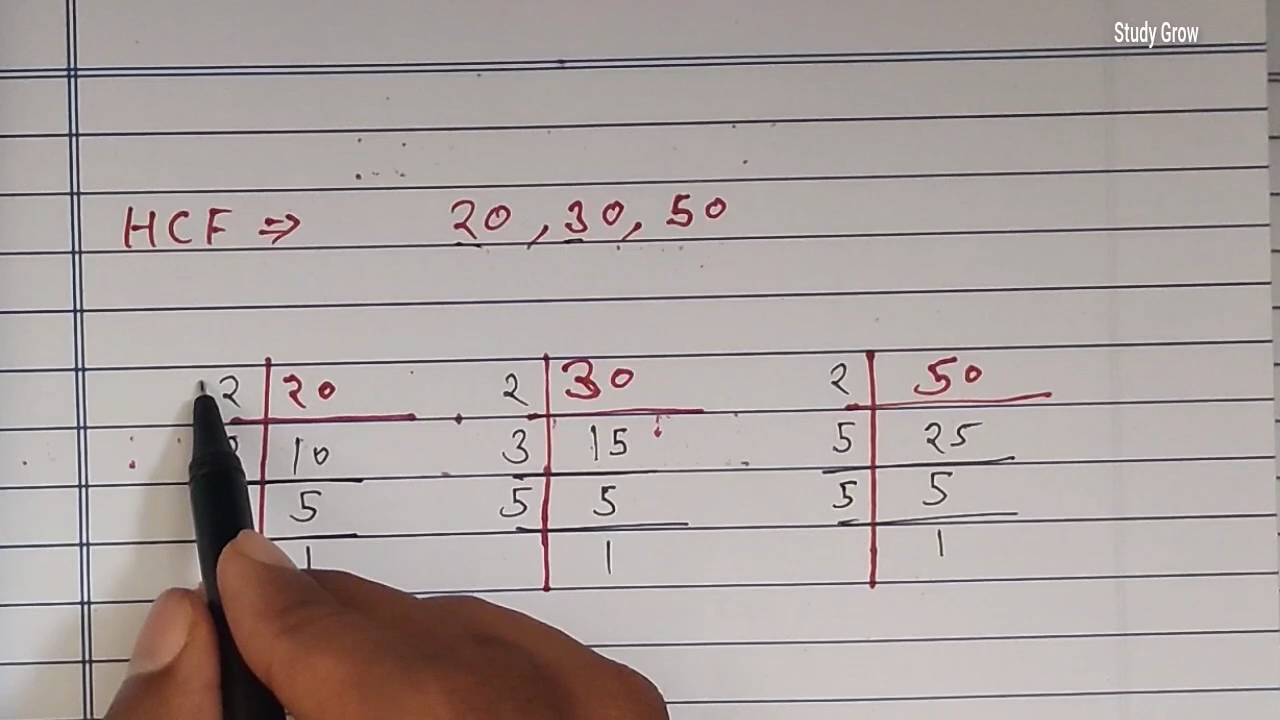 Study Grow
HCF ⇒ 20, 30, 50
2 20 2 30 2 50
10 3 15 5 25
5 5 5 5 5
1 1 1